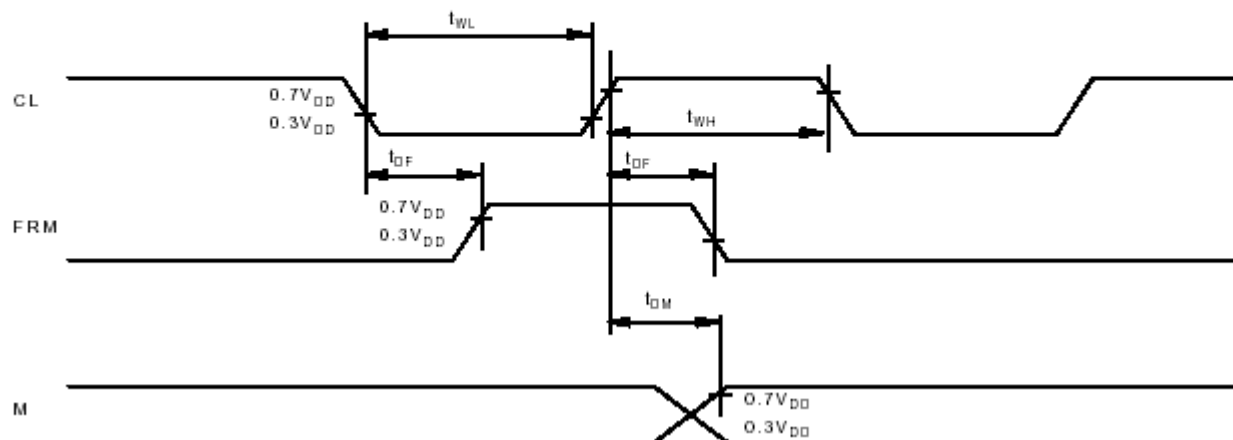 tWL
CL
0.7VDD
0.3VDD
tWH
tDF
tDF
FRM
0.7VDD
0.3VDD
tDM
M
0.7VDD
0.3VDD